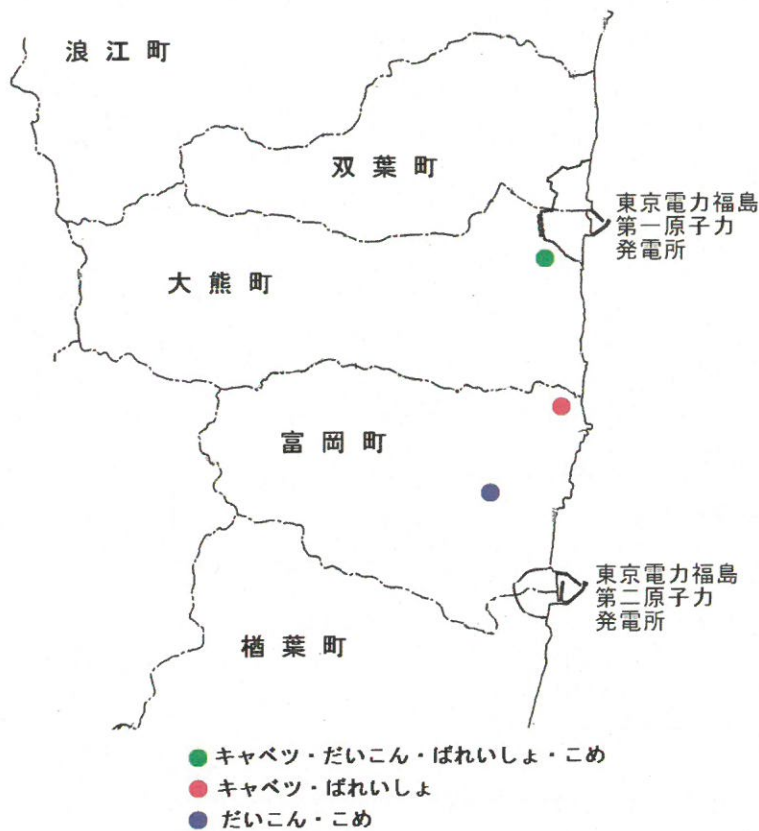 浪江町
双葉町
東京電力福島
第一原子力
発電所
大熊町
富岡町
東京電力福島
第二原子力
発電所
楢葉町
キャベツ・だいこん・ばれいしょ・こめ
キャベツ・ばれいしょ
だいこん・こめ